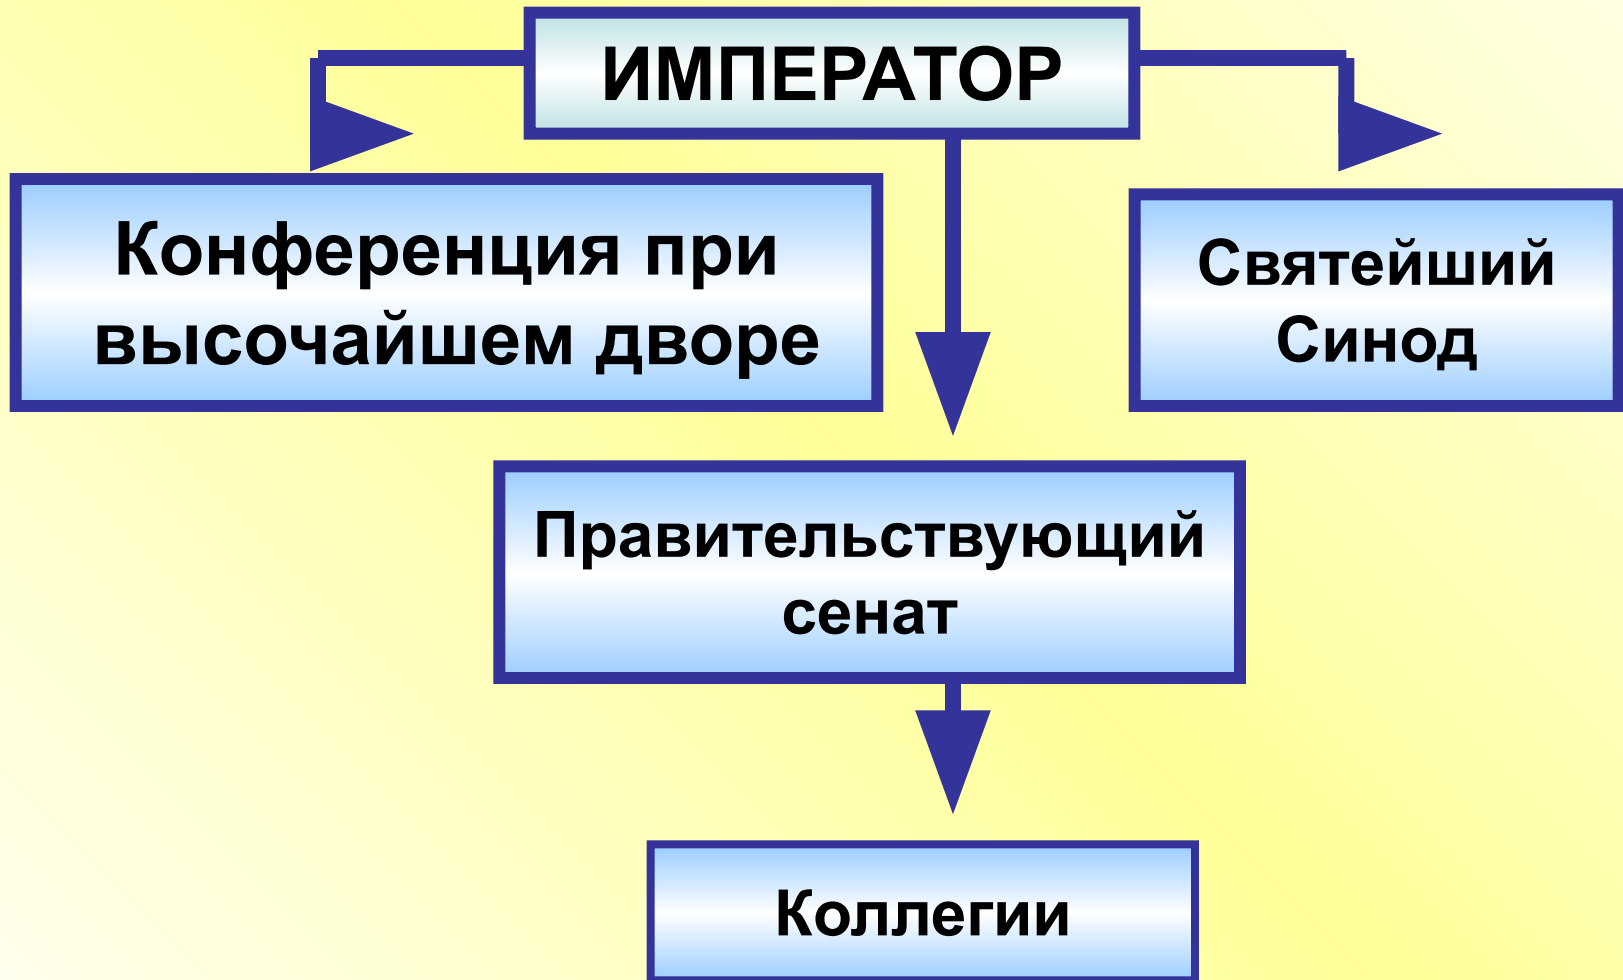 ИМПЕРАТОР
Конференция при
высочайшем дворе
Святейший
Синод
Правительствующий
сенат
Коллегии